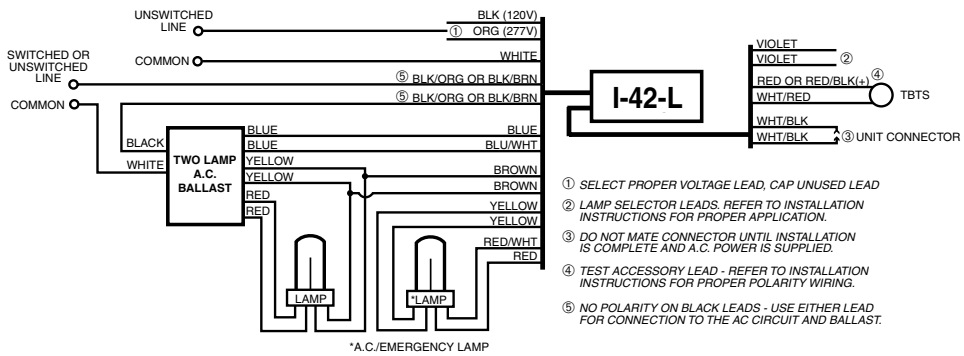 UNSWITCHED
LINE
BLK (120V)
① ORG (277V)
COMMON
WHITE
SWITCHED OR
UNSWITCHED
LINE
⑤ BLK/ORG OR BLK/BRN
COMMON
⑤ BLK/ORG OR BLK/BRN
BLACK
WHITE
TWO LAMP
A.C.
BALLAST
BLUE
BLUE
YELLOW
YELLOW
RED
RED
BLUE
BLU/WHT
BROWN
BROWN
YELLOW
YELLOW
RED/WHT
RED
LAMP
*LAMP
*A.C./EMERGENCY LAMP
I-42-L
VIOLET
VIOLET
②
RED OR RED/BLK(+) ④
WHT/RED
TBTS
WHT/BLK
WHT/BLK
③ UNIT CONNECTOR
① SELECT PROPER VOLTAGE LEAD, CAP UNUSED LEAD
② LAMP SELECTOR LEADS. REFER TO INSTALLATION
INSTRUCTIONS FOR PROPER APPLICATION.
③ DO NOT MATE CONNECTOR UNTIL INSTALLATION
IS COMPLETE AND A.C. POWER IS SUPPLIED.
④ TEST ACCESSORY LEAD - REFER TO INSTALLATION
INSTRUCTIONS FOR PROPER POLARITY WIRING.
⑤ NO POLARITY ON BLACK LEADS - USE EITHER LEAD
FOR CONNECTION TO THE AC CIRCUIT AND BALLAST.